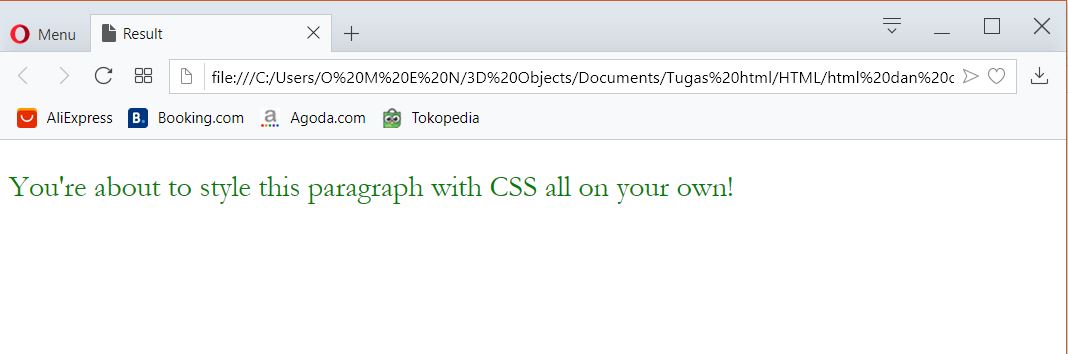 Menu
Result
file:///C:/Users/O%20M%20E%20N/3D%20Objects/Documents/Tugas%20html/HTML/html%20dan%20c
AliExpress B. Booking.com a Agoda.com Tokopedia
You're about to style this paragraph with CSS all on your own!